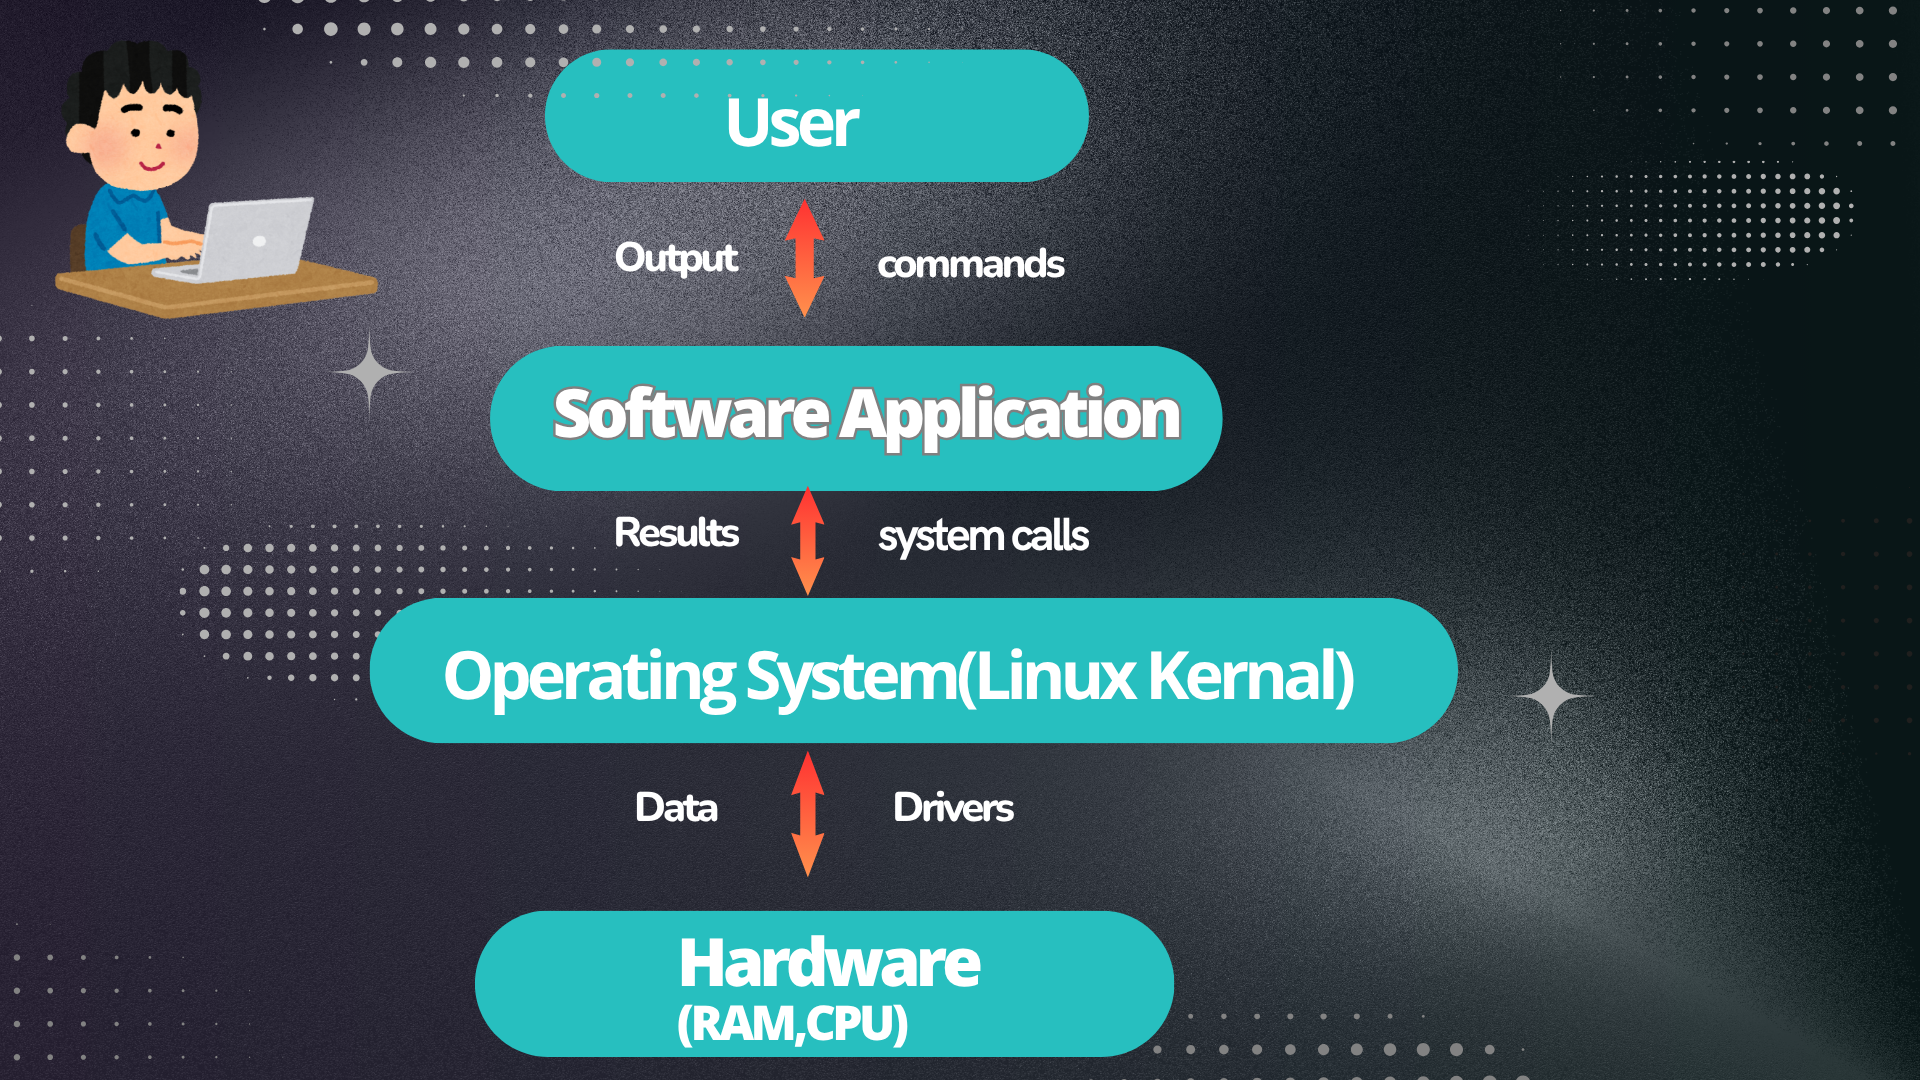 User
Output
commands
Software Application
Results
system calls
Operating System(Linux Kernal)
Data
Drivers
Hardware
(RAM,CPU)